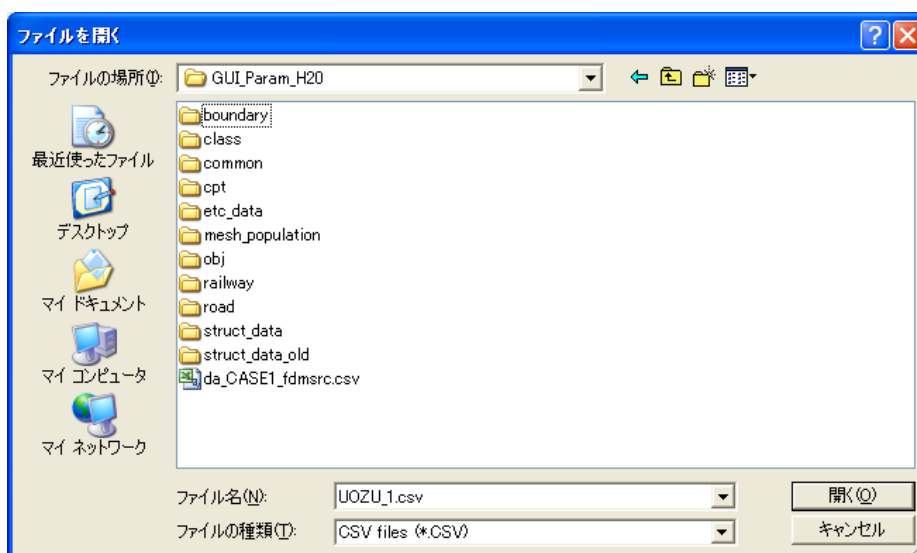 ファイルを開く
ファイルの場所(I):
GUI_Param_H20
最近使ったファイル
デスクトップ
マイ ドキュメント
マイ コンピュータ
マイ ネットワーク
boundary
class
common
cpt
etc_data
mesh_population
obj
railway
road
struct_data
struct_data_old
da_CASE1_fdmsrc.csv
ファイル名(N):
UOZU_1.csv
開く(O)
ファイルの種類(T):
CSV files (*.CSV)
キャンセル